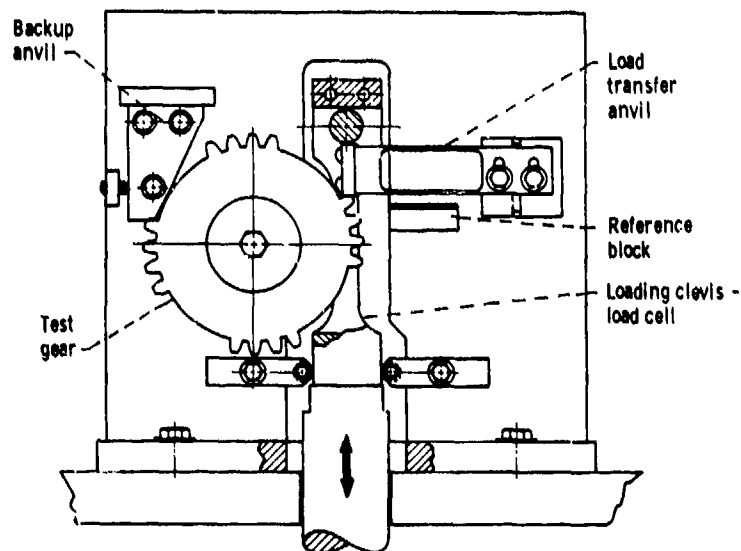 Backup
anvil
Load
transfer
anvil
Reference
block
Loading clevis -
load cell
Test
gear